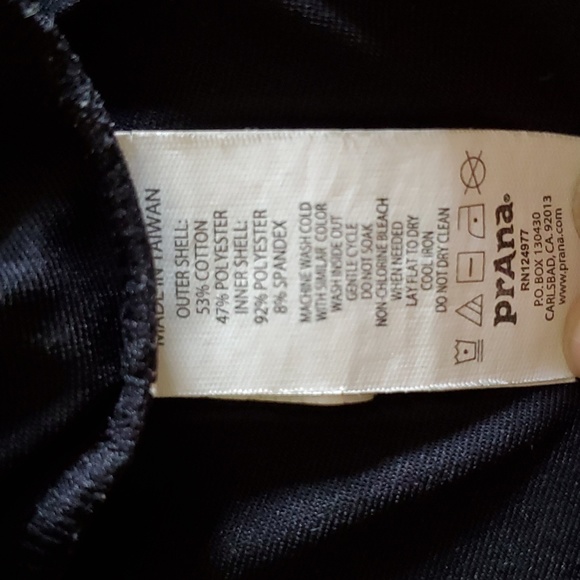 MADE IN TAIWAN
OUTER SHELL:
53% COTTON
47% POLYESTER
INNER SHELL:
92% POLYESTER
8% SPANDEX
MACHINE WASH COLD
WITH SIMILAR COLOR
WASH INSIDE OUT
GENTLE CYCLE
DO NOT SOAK
NON-CHLORINE BLEACH
WHEN NEEDED
LAY FLAT TO DRY
COOL IRON
DO NOT DRY CLEAN
prAna®
RN124977
P.O. BOX 130430
CARLSBAD, CA. 92013
www.prana.com